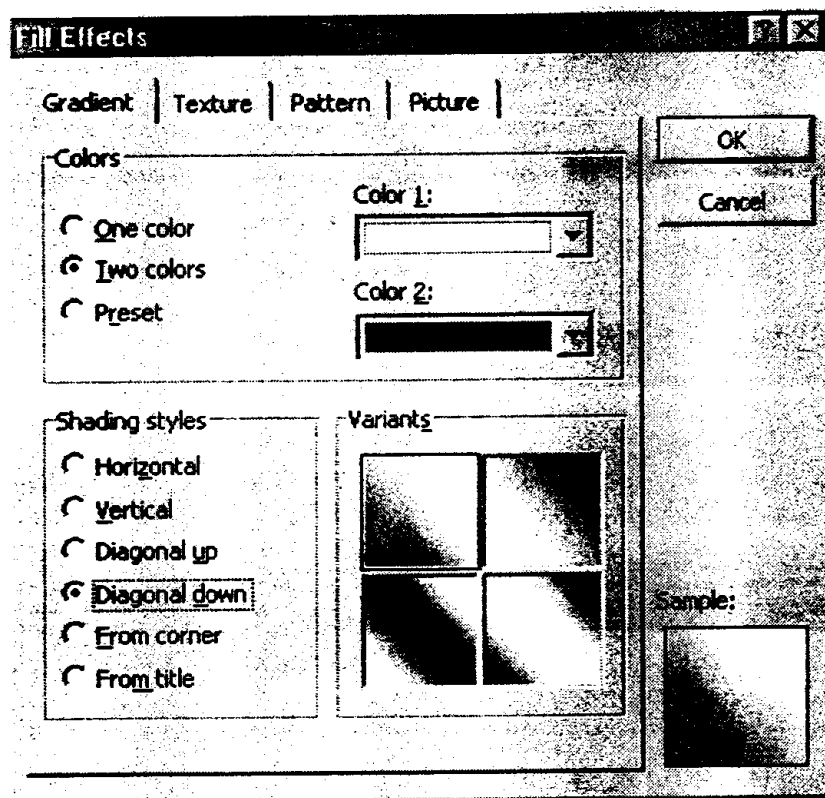 Fill Effects
Gradient Texture Pattern Picture
OK
Cancel
Colors
One color
Two colors
Preset
Color 1:
Color 2:
Shading styles
Horizontal
Vertical
Diagonal up
Diagonal down
From corner
From title
Variants
Sample: